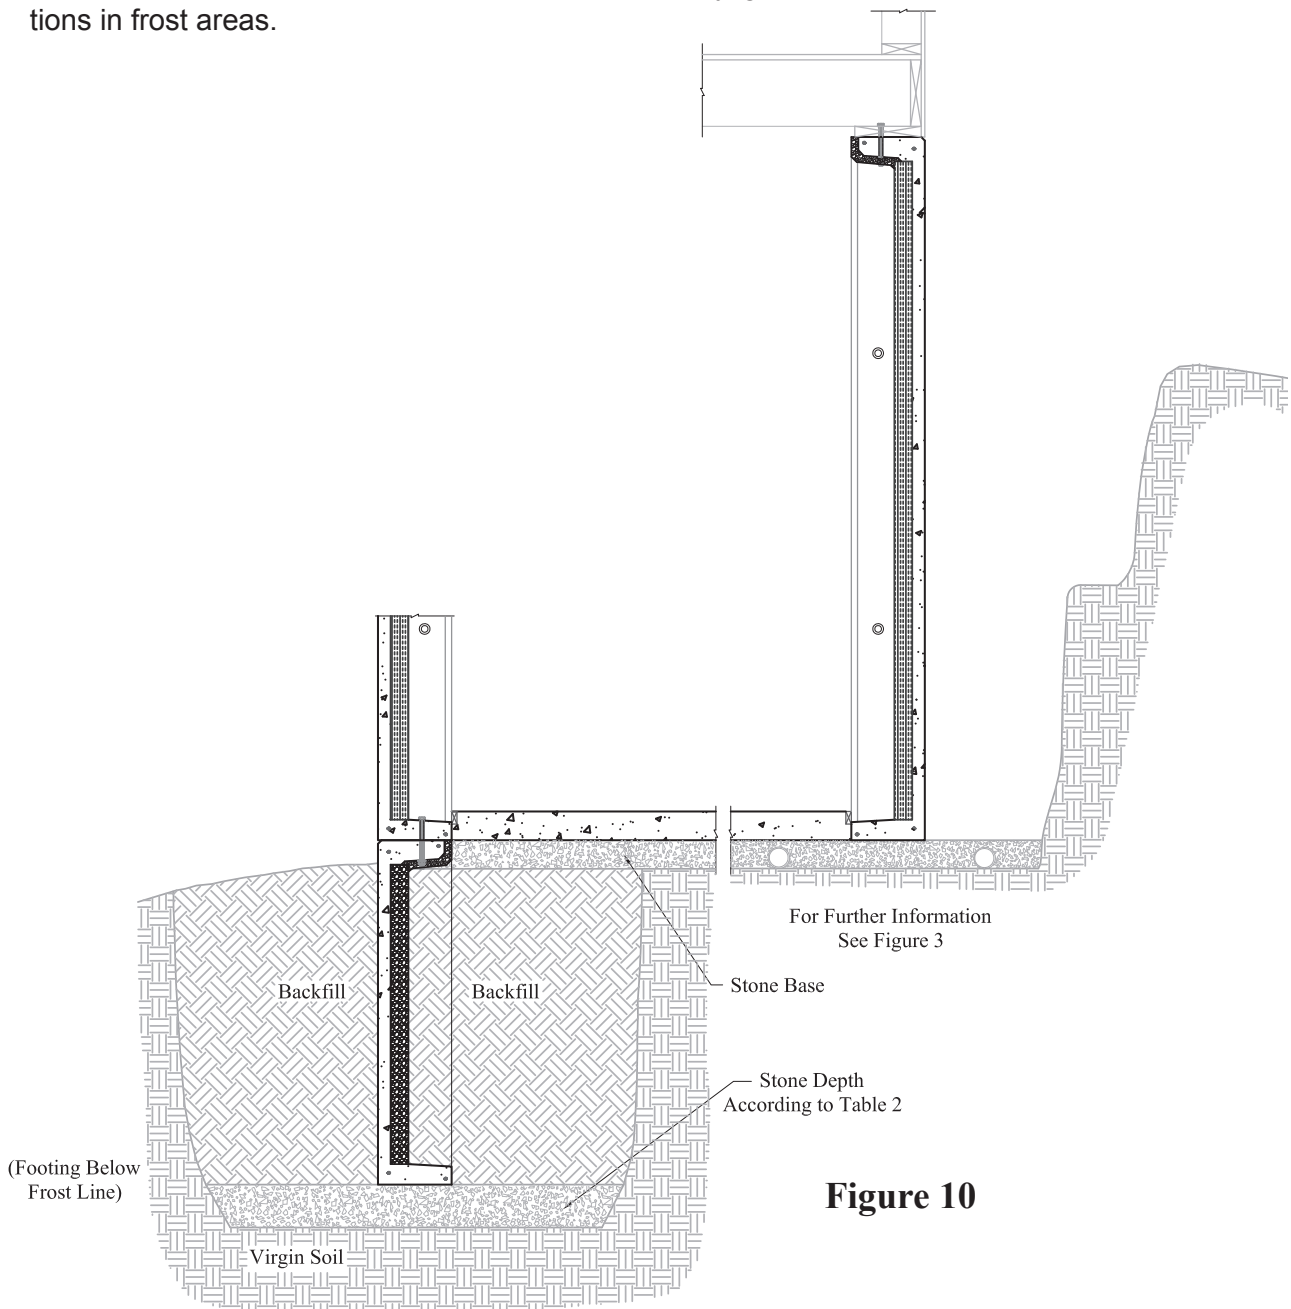 tions in frost areas.
For Further Information
See Figure 3
Backfill
Backfill
Stone Base
Stone Depth
According to Table 2
(Footing Below
Frost Line)
Figure 10
Virgin Soil